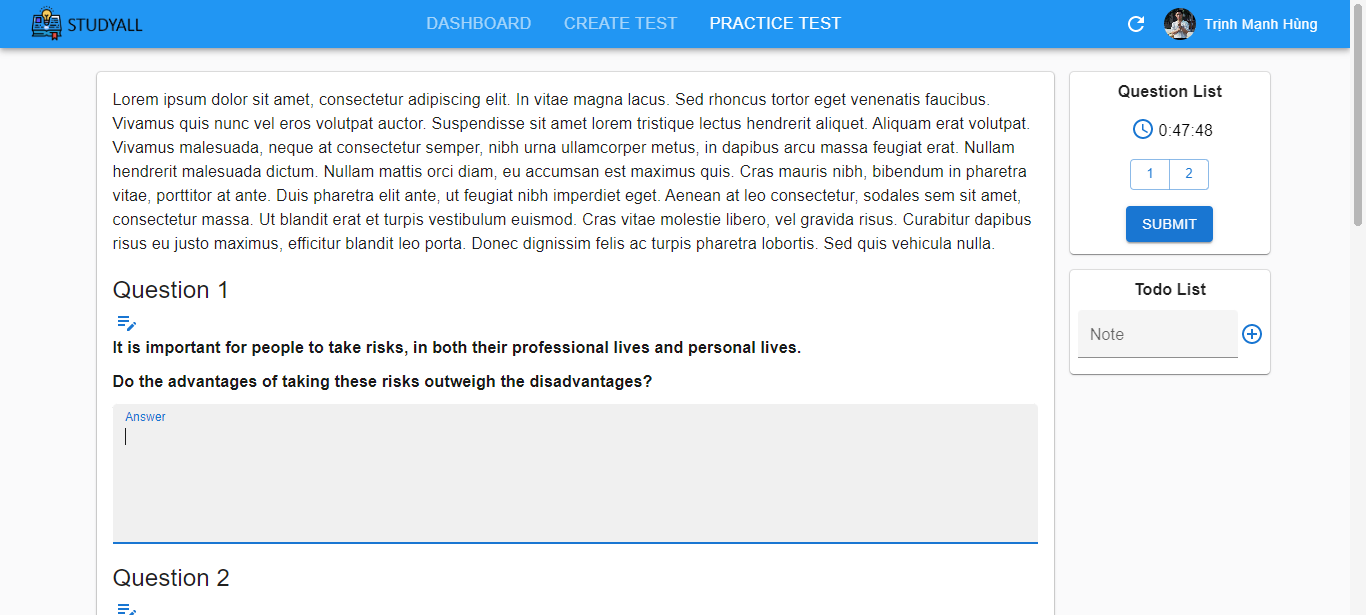 STUDYALL
DASHBOARD
CREATE TEST
PRACTICE TEST
Trịnh Mạnh Hùng
Lorem ipsum dolor sit amet, consectetur adipiscing elit. In vitae magna lacus. Sed rhoncus tortor eget venenatis faucibus.
Vivamus quis nunc vel eros volutpat auctor. Suspendisse sit amet lorem tristique lectus hendrerit aliquet. Aliquam erat volutpat.
Vivamus malesuada, neque at consectetur semper, nibh urna ullamcorper metus, in dapibus arcu massa feugiat erat. Nullam
hendrerit malesuada dictum. Nullam mattis orci diam, eu accumsan est maximus quis. Cras mauris nibh, bibendum in pharetra
vitae, porttitor at ante. Duis pharetra elit ante, ut feugiat nibh imperdiet eget. Aenean at leo consectetur, sodales sem sit amet,
consectetur massa. Ut blandit erat et turpis vestibulum euismod. Cras vitae molestie libero, vel gravida risus. Curabitur dapibus
risus eu justo maximus, efficitur blandit leo porta. Donec dignissim felis ac turpis pharetra lobortis. Sed quis vehicula nulla.
Question 1
It is important for people to take risks, in both their professional lives and personal lives.
Do the advantages of taking these risks outweigh the disadvantages?
Answer
Question 2
Question List
0:47:48
1
2
SUBMIT
Todo List
Note